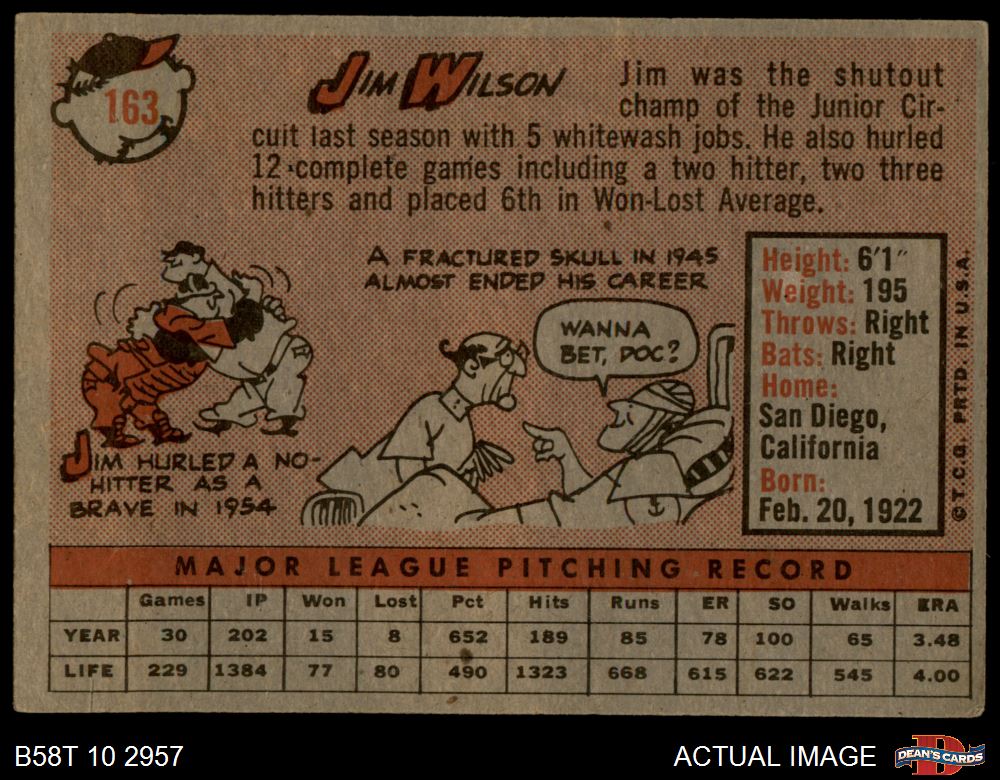 163
JIM WILSON
Jim was the shutout
champ of the Junior Cir-
cuit last season with 5 whitewash jobs. He also hurled
12 complete games including a two hitter, two three
hitters and placed 6th in Won-Lost Average.
A FRACTURED SKULL IN 1945
ALMOST ENDED HIS CAREER
WANNA
BET, DOC?
JIM HURLED A NO-
HITTER AS A
BRAVE IN 1954
Height: 6'1"
Weight: 195
Throws: Right
Bats: Right
Home:
San Diego,
California
Born:
Feb. 20, 1922
© T.C.G. PRTD. IN U.S.A.
MAJOR LEAGUE PITCHING RECORD
Games IP Won Lost Pct Hits Runs ER SO Walks ERA
YEAR 30 202 15 8 652 189 85 78 100 65 3.48
LIFE 229 1384 77 80 490 1323 668 615 622 545 4.00
B58T 10 2957
ACTUAL IMAGE
D
DEAN'S CARDS